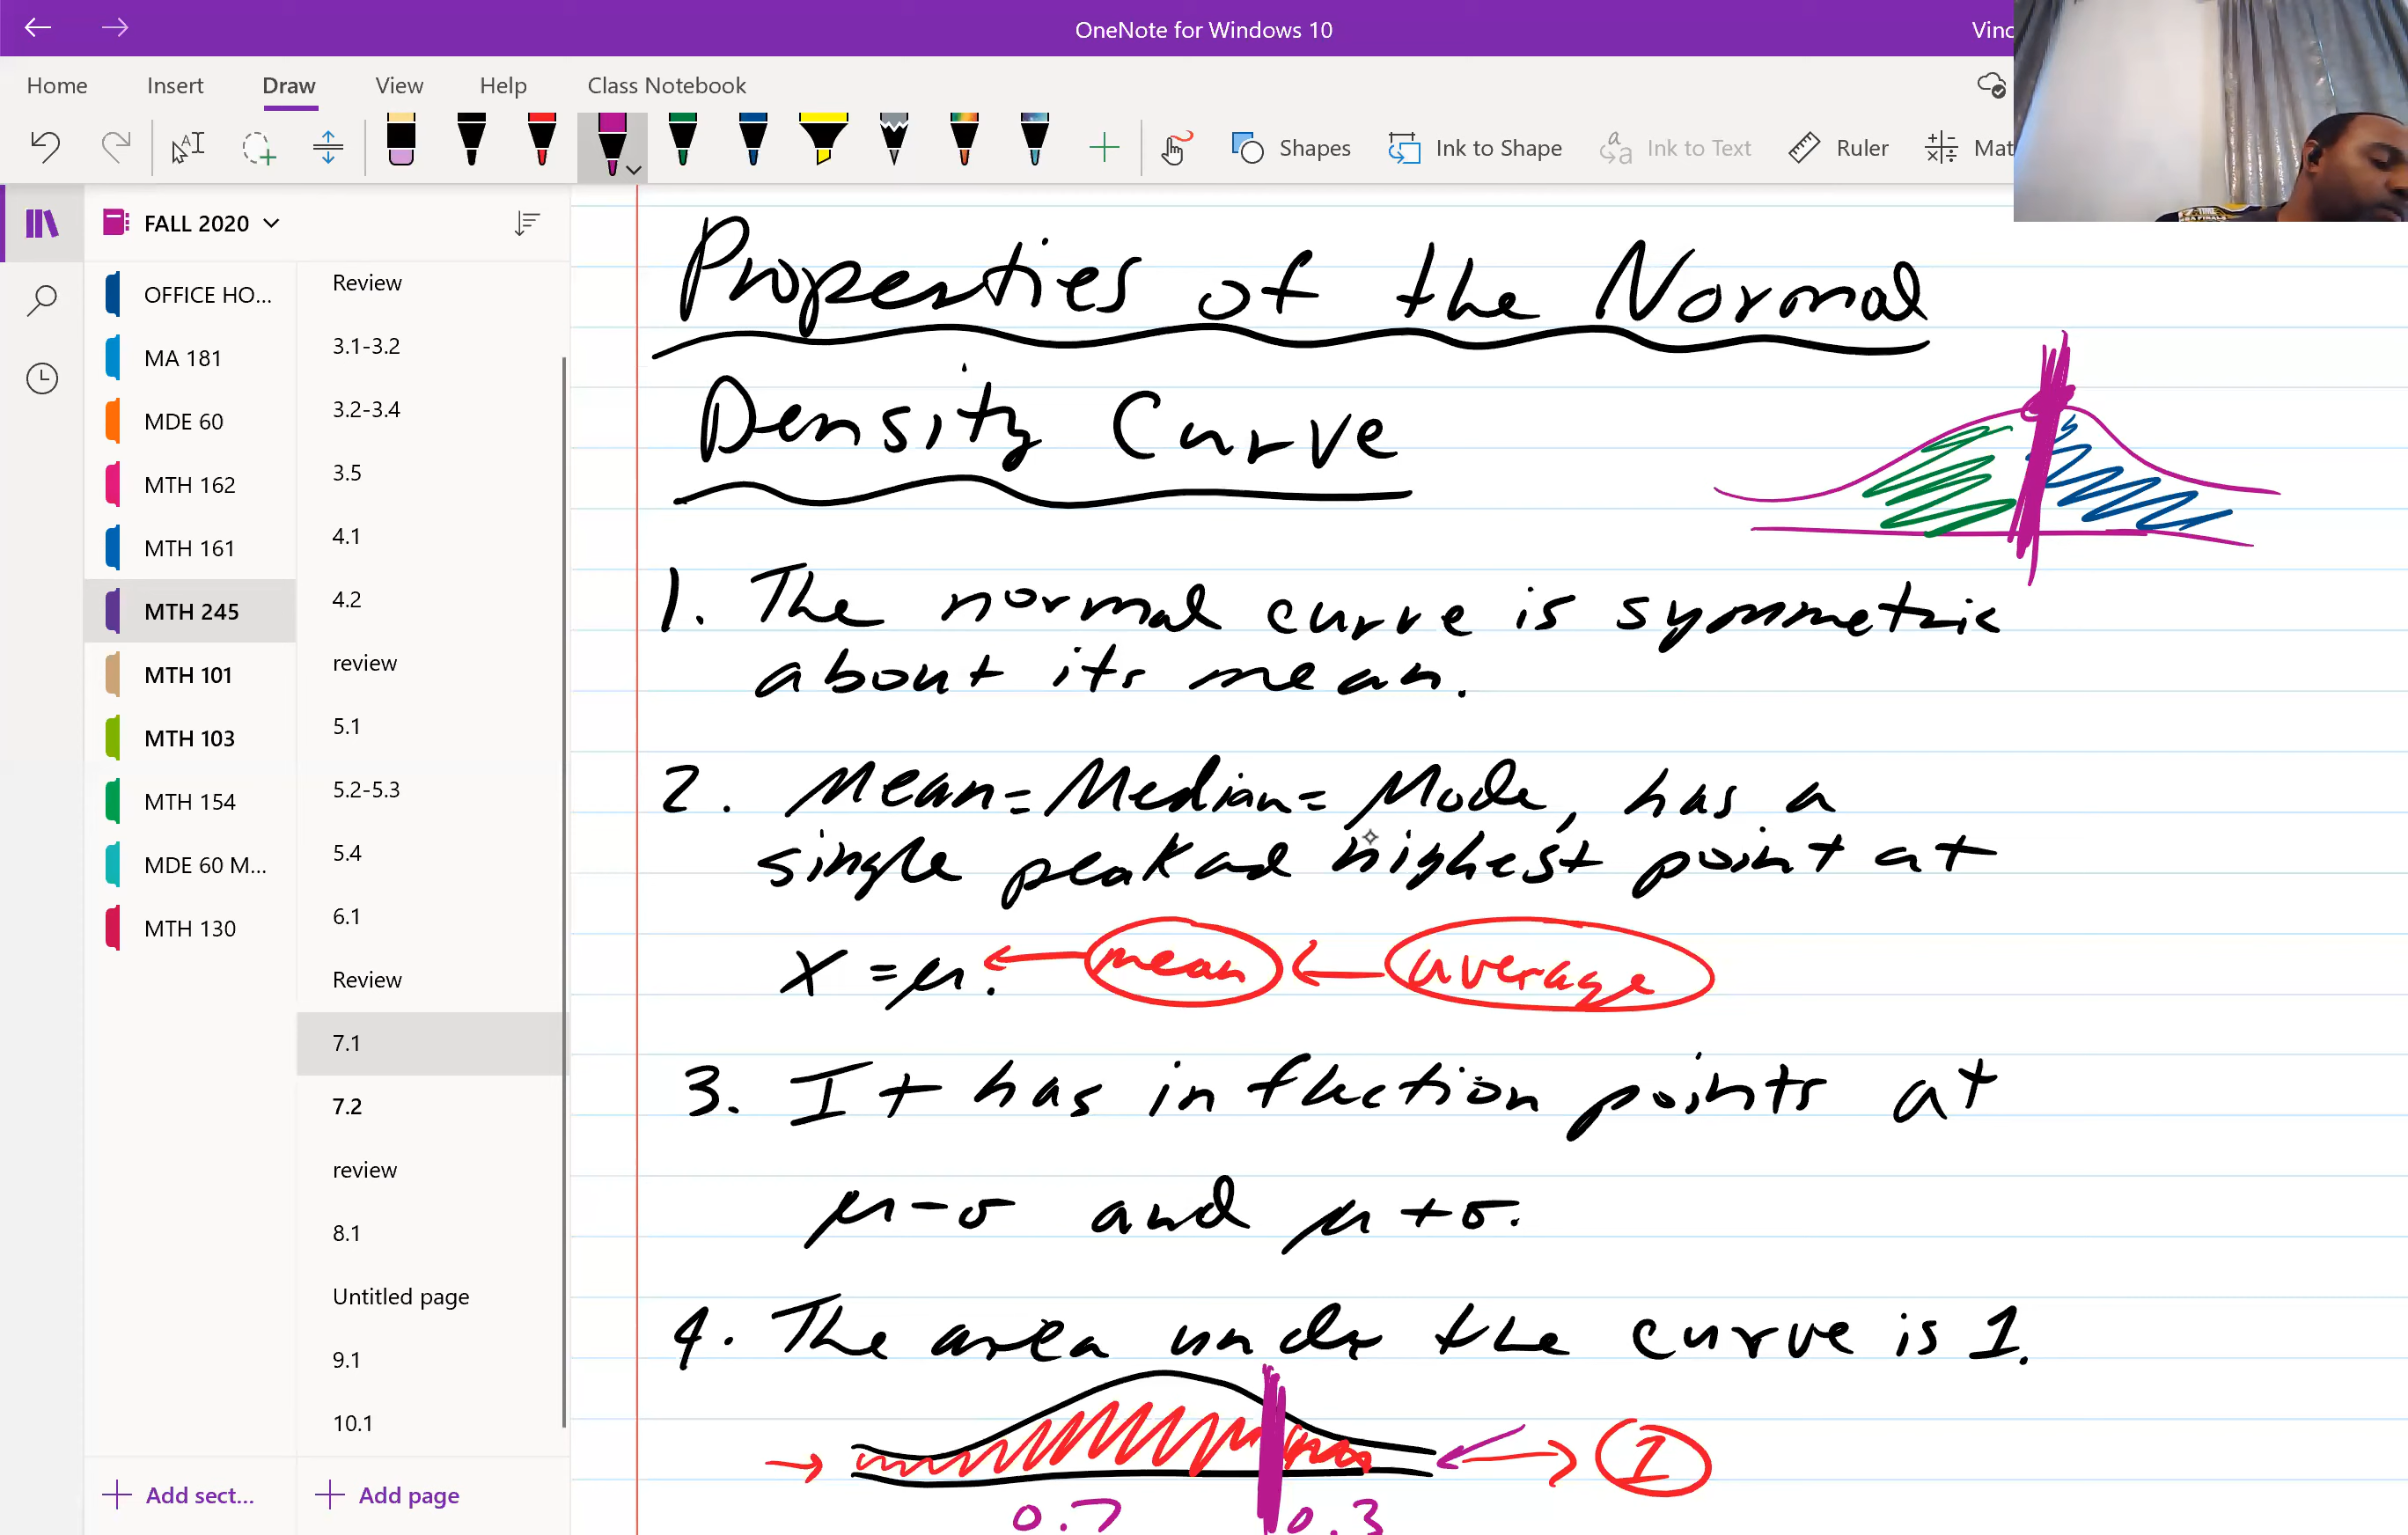 OneNote for Windows 10
Vinc
Home Insert Draw View Help Class Notebook
Shapes Ink to Shape Ink to Text Ruler Mat
FALL 2020
OFFICE HO...
MA 181
MDE 60
MTH 162
MTH 161
MTH 245
MTH 101
MTH 103
MTH 154
MDE 60 M...
MTH 130
Add sect...
Review
3.1-3.2
3.2-3.4
3.5
4.1
4.2
review
5.1
5.2-5.3
5.4
6.1
Review
7.1
7.2
review
8.1
Untitled page
9.1
10.1
Add page
Properties of the Normal
Density Curve
1. The normal curve is symmetric
about its mean.
2. Mean=Median=Mode, has a
single peak ad highest point at
x = μ. ← mean ← average
3. It has inflection points at
μ-σ and μ+σ.
4. The area under the curve is 1.
1
0.7 0.3